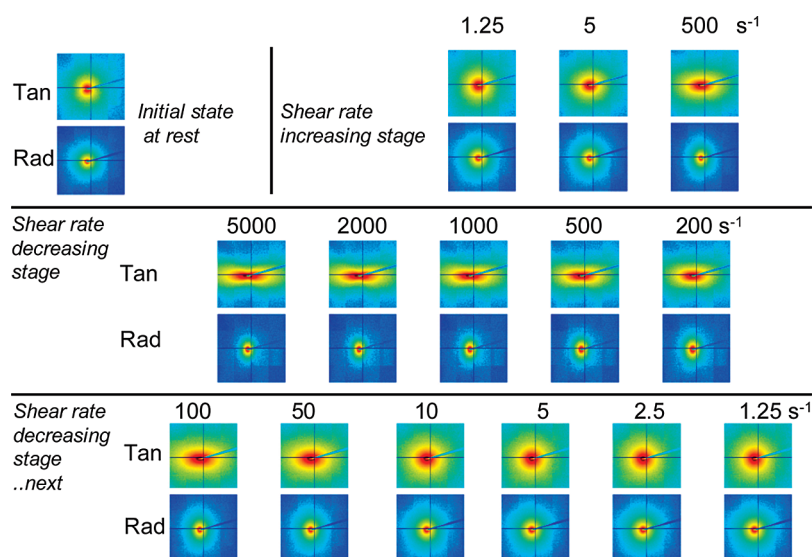 1.25 5 500 s-1
Tan
Initial state
at rest
Shear rate
increasing stage
Rad
Shear rate
decreasing
stage
5000 2000 1000 500 200 s-1
Tan
Rad
Shear rate
decreasing
stage
..next
100 50 10 5 2.5 1.25 s-1
Tan
Rad